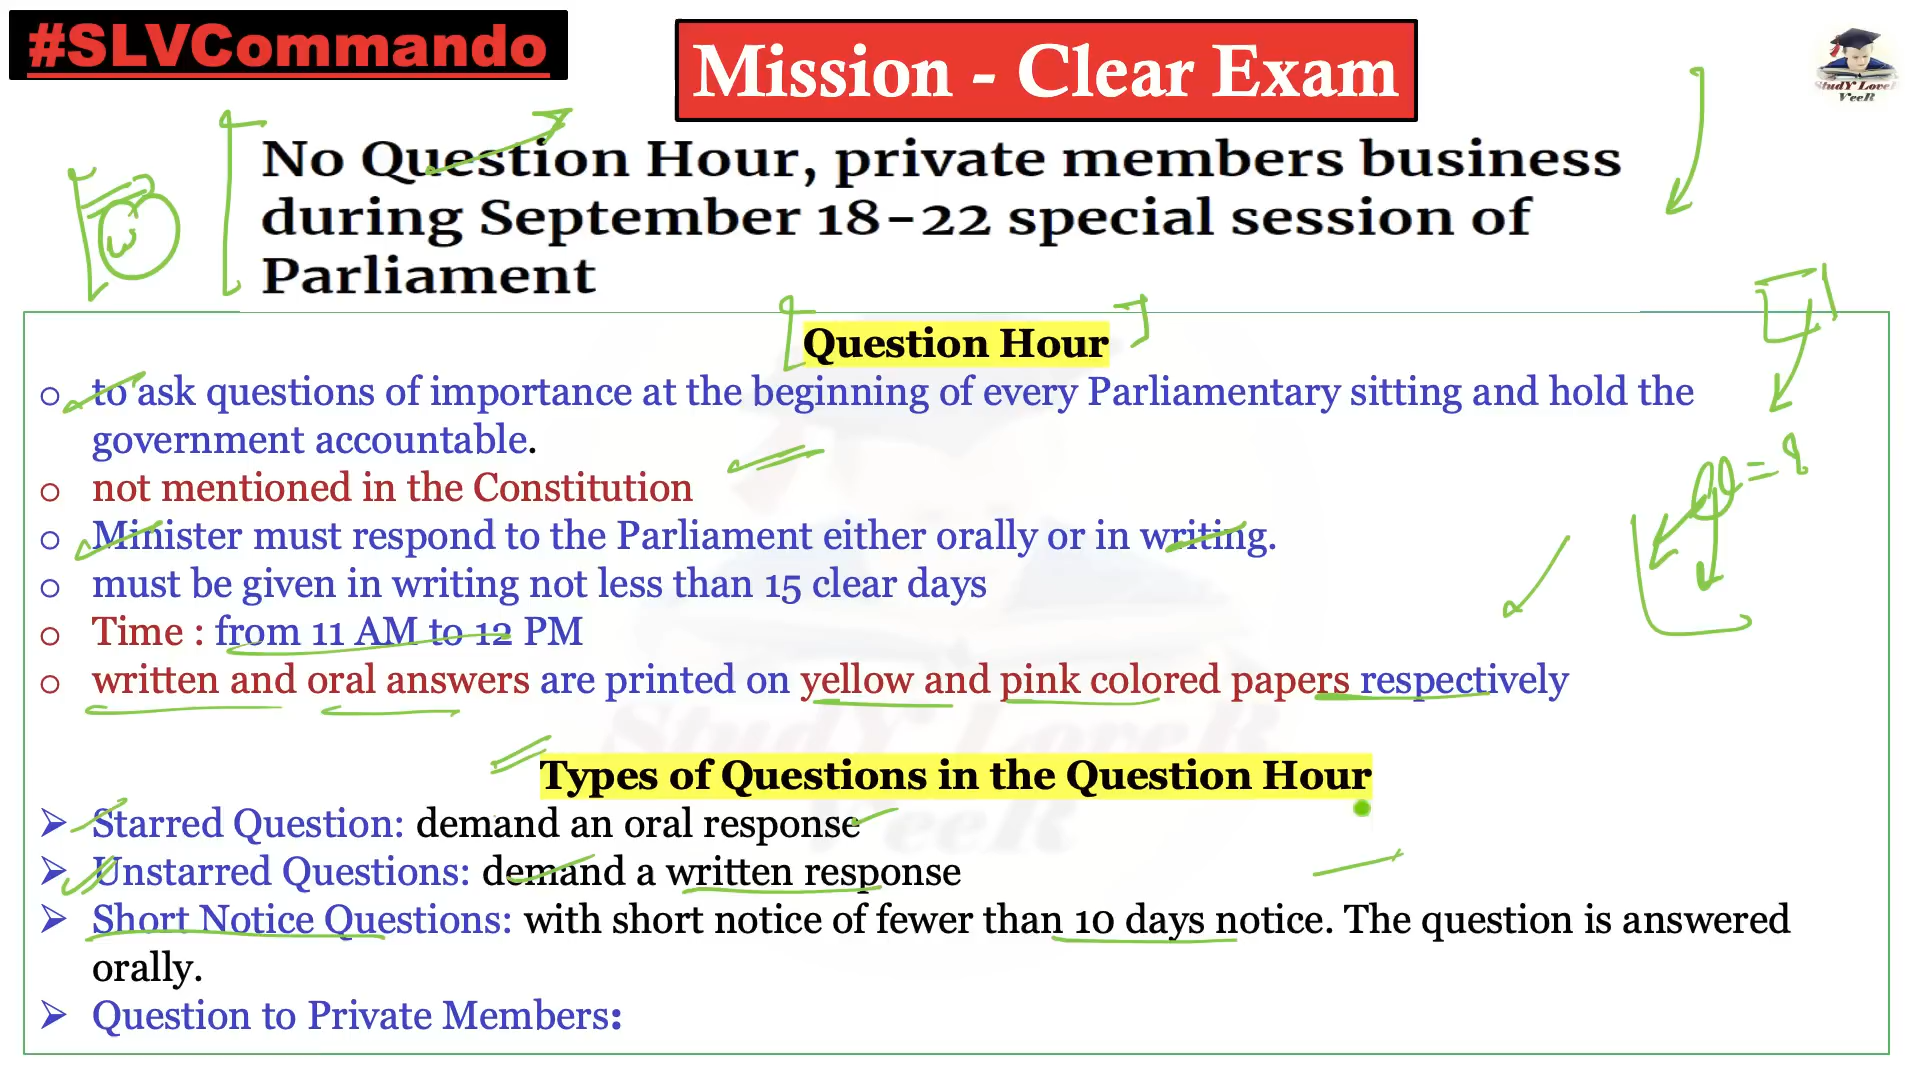 #SLVCommando
Mission - Clear Exam
StudY LoveR
VeeR
No Question Hour, private members business
during September 18-22 special session of
Parliament
Question Hour
to ask questions of importance at the beginning of every Parliamentary sitting and hold the
government accountable.
not mentioned in the Constitution
Minister must respond to the Parliament either orally or in writing.
must be given in writing not less than 15 clear days
Time : from 11 AM to 12 PM
written and oral answers are printed on yellow and pink colored papers respectively
StudY LoveR
VeeR
Types of Questions in the Question Hour
Starred Question: demand an oral response
Unstarred Questions: demand a written response
Short Notice Questions: with short notice of fewer than 10 days notice. The question is answered
orally.
Question to Private Members: